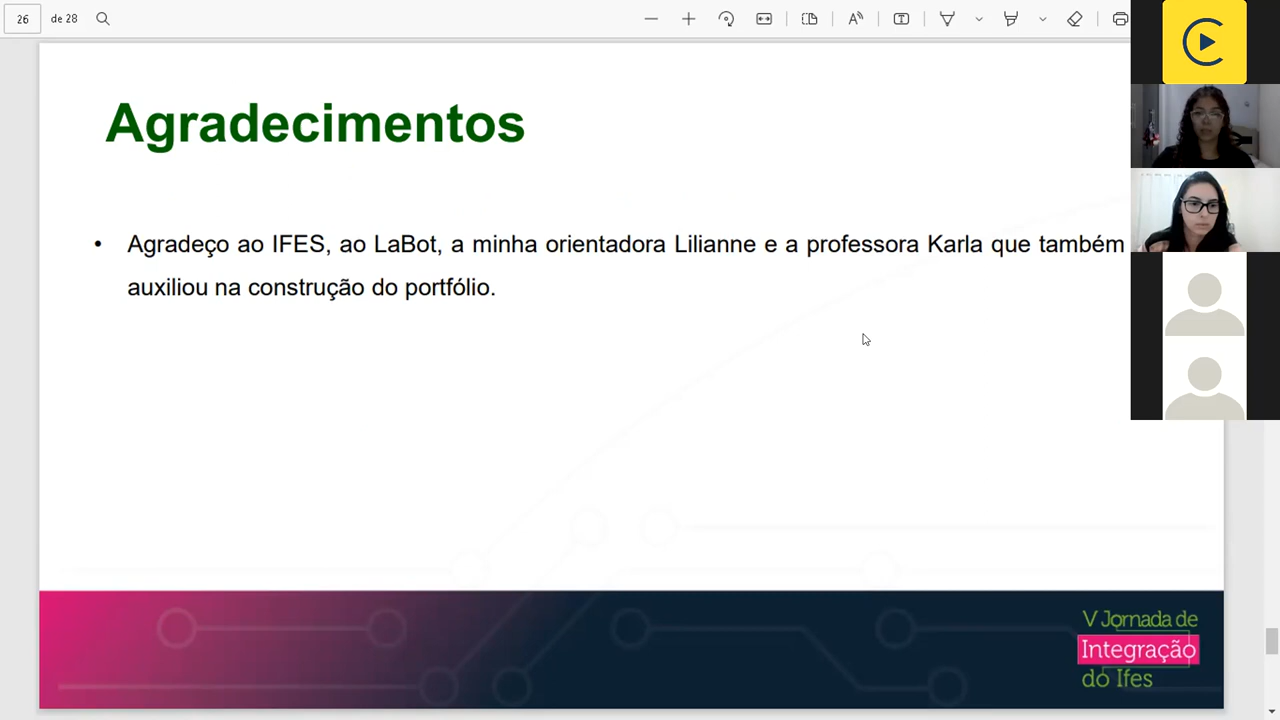 26 de 28
Agradecimentos
• Agradeço ao IFES, ao LaBot, a minha orientadora Lilianne e a professora Karla que também
auxiliou na construção do portfólio.
V Jornada de
Integração
do Ifes